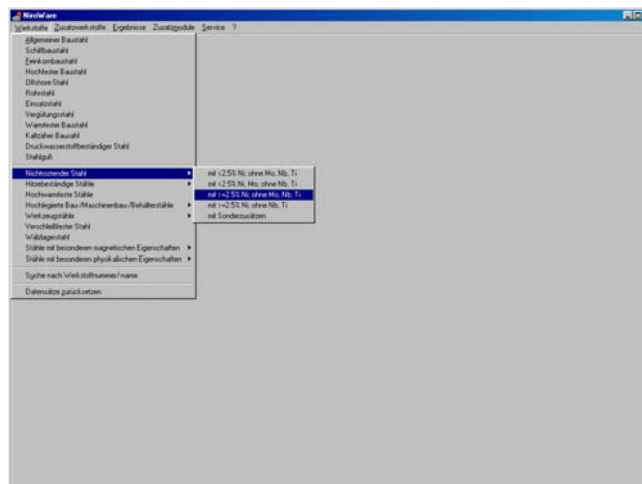 NiroWare
Werkstoffe Zusatzwerkstoffe Ergebnisse Zusatzmodule Service ?
Allgemeiner Baustahl
Schiffbaustahl
Feinkornbaustahl
Hochfester Baustahl
Offshore-Stahl
Rohrstahl
Einsatzstahl
Vergütungsstahl
Warmfester Baustahl
Kaltzäher Baustahl
Druckwasserstoffbeständiger Stahl
Stahlguß
Nichtrostender Stahl
mit <2.5% Ni; ohne Mo, Nb, Ti
Hitzebeständige Stähle
mit <2.5% Ni, Mo; ohne Nb, Ti
Hochwarmfeste Stähle
mit >=2.5% Ni; ohne Mo, Nb, Ti
Hochlegierte Bau-/Maschinenbau-/Behälterstähle
mit >=2.5% Ni; ohne Nb, Ti
Werkzeugstähle
mit Sonderzusätzen
Verschleißfester Stahl
Wälzlagerstahl
Stähle mit besonderen magnetischen Eigenschaften
Stähle mit besonderen physikalischen Eigenschaften
Suche nach Werkstoffnummer/-name
Datensätze zurücksetzen